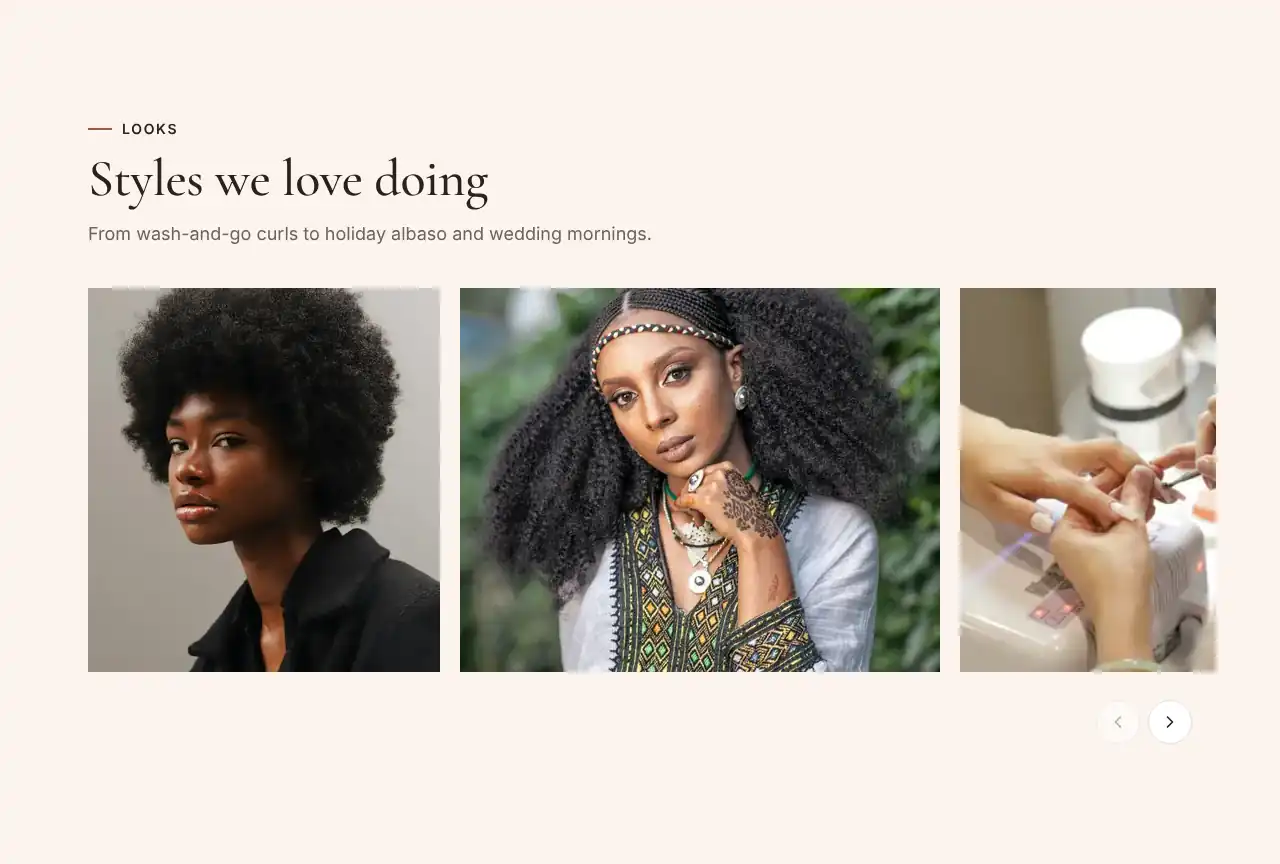 LOOKS
Styles we love doing
From wash-and-go curls to holiday albaso and wedding mornings.